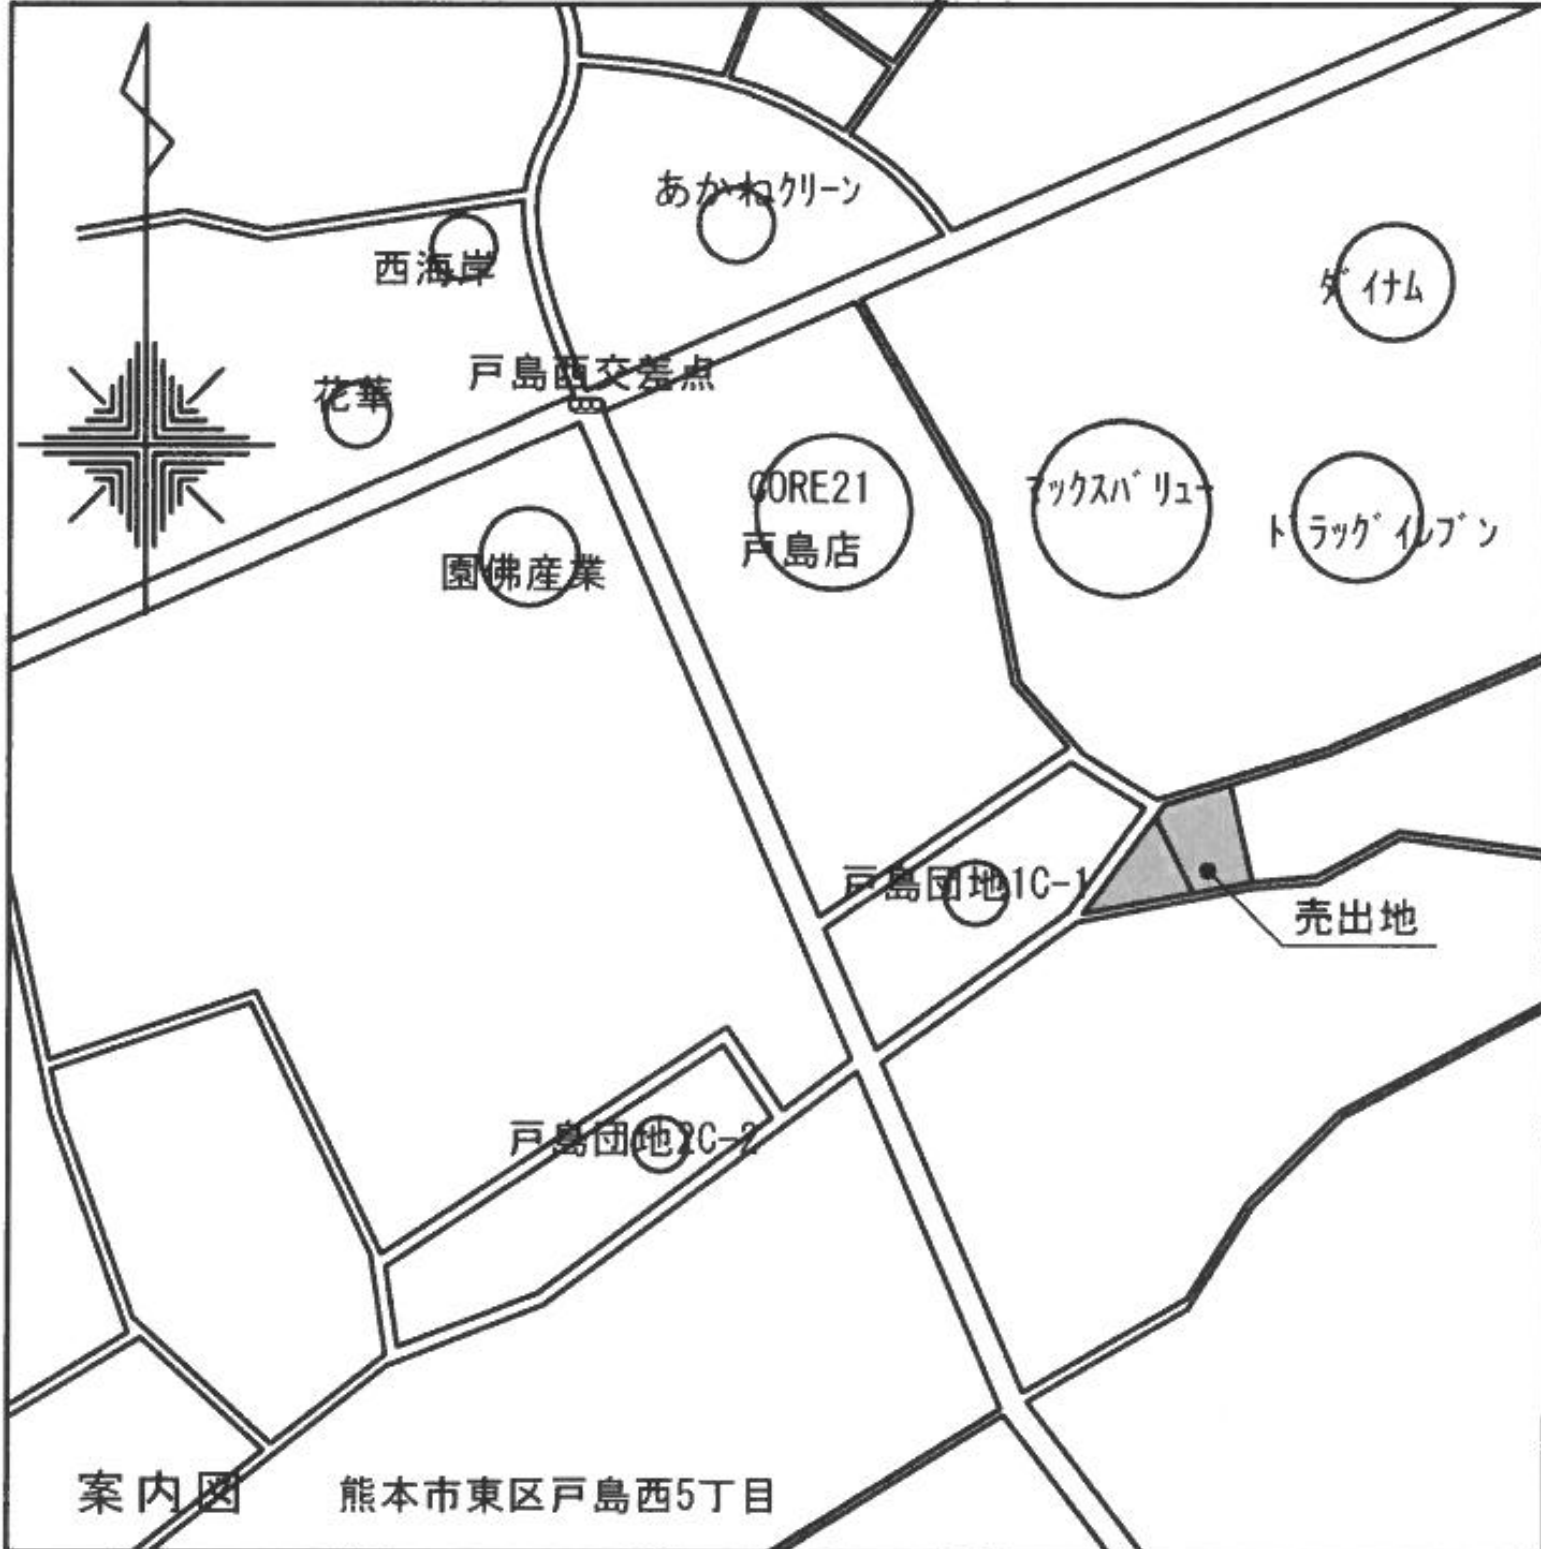 あかねｸﾘｰﾝ
西海岸
ﾀﾞｲﾅﾑ
戸島西交差点
花華
CORE21
戸島店
ﾏｯｸｽﾊﾞﾘｭｰ
ﾄﾞﾗｯｸﾞｲﾚﾌﾞﾝ
園佛産業
戸島団地1C-1
売出地
戸島団地2C-2
案内図
熊本市東区戸島西5丁目